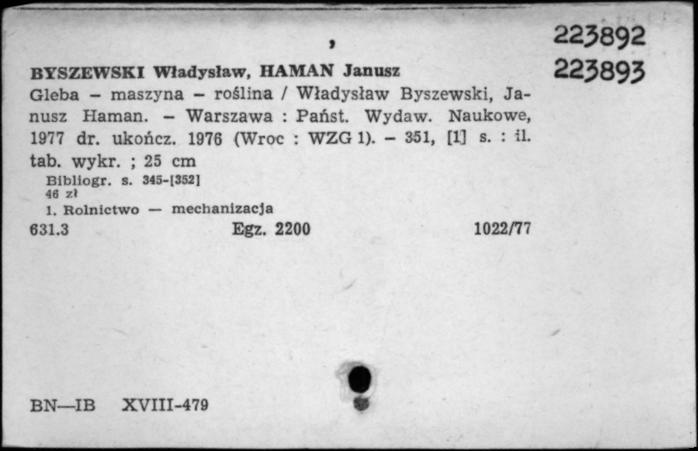 223892
223893
BYSZEWSKI Władysław, HAMAN Janusz
Gleba – maszyna – roślina / Władysław Byszewski, Ja-
nusz Haman. – Warszawa : Państ. Wydaw. Naukowe,
1977 dr. ukończ. 1976 (Wroc : WZG 1). – 351, [1] s. : il.
tab. wykr. ; 25 cm
Bibliogr. s. 345-[352]
46 zł
1. Rolnictwo — mechanizacja
631.3 Egz. 2200 1022/77
BN—IB XVIII-479